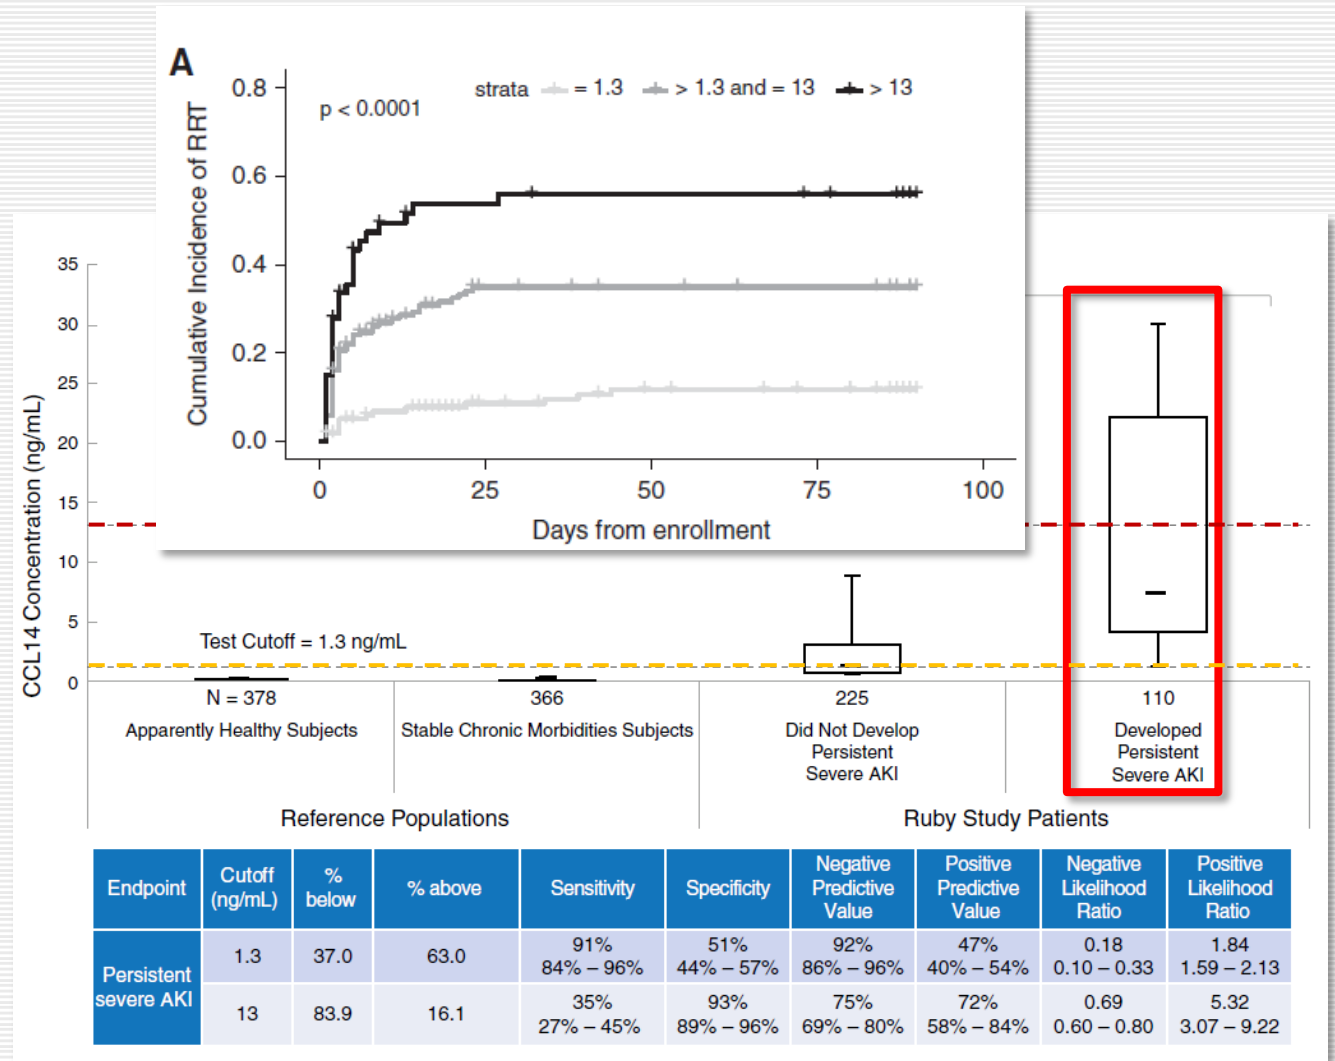 A
0.8
0.6
0.4
0.2
0.0
Cumulative Incidence of RRT
p < 0.0001
strata = 1.3 > 1.3 and = 13 > 13
0 25 50 75 100
Days from enrollment
35
30
25
20
15
10
5
0
CCL14 Concentration (ng/mL)
Test Cutoff = 1.3 ng/mL
N = 378 366 225 110
Apparently Healthy Subjects Stable Chronic Morbidities Subjects Did Not Develop Developed
Persistent Persistent
Severe AKI Severe AKI
Reference Populations Ruby Study Patients
Endpoint Cutoff (ng/mL) % below % above Sensitivity Specificity Negative Predictive Value Positive Predictive Value Negative Likelihood Ratio Positive Likelihood Ratio
Persistent severe AKI
1.3 37.0 63.0 91% 51% 92% 47% 0.18 1.84
84% – 96% 44% – 57% 86% – 96% 40% – 54% 0.10 – 0.33 1.59 – 2.13
13 83.9 16.1 35% 93% 75% 72% 0.69 5.32
27% – 45% 89% – 96% 69% – 80% 58% – 84% 0.60 – 0.80 3.07 – 9.22